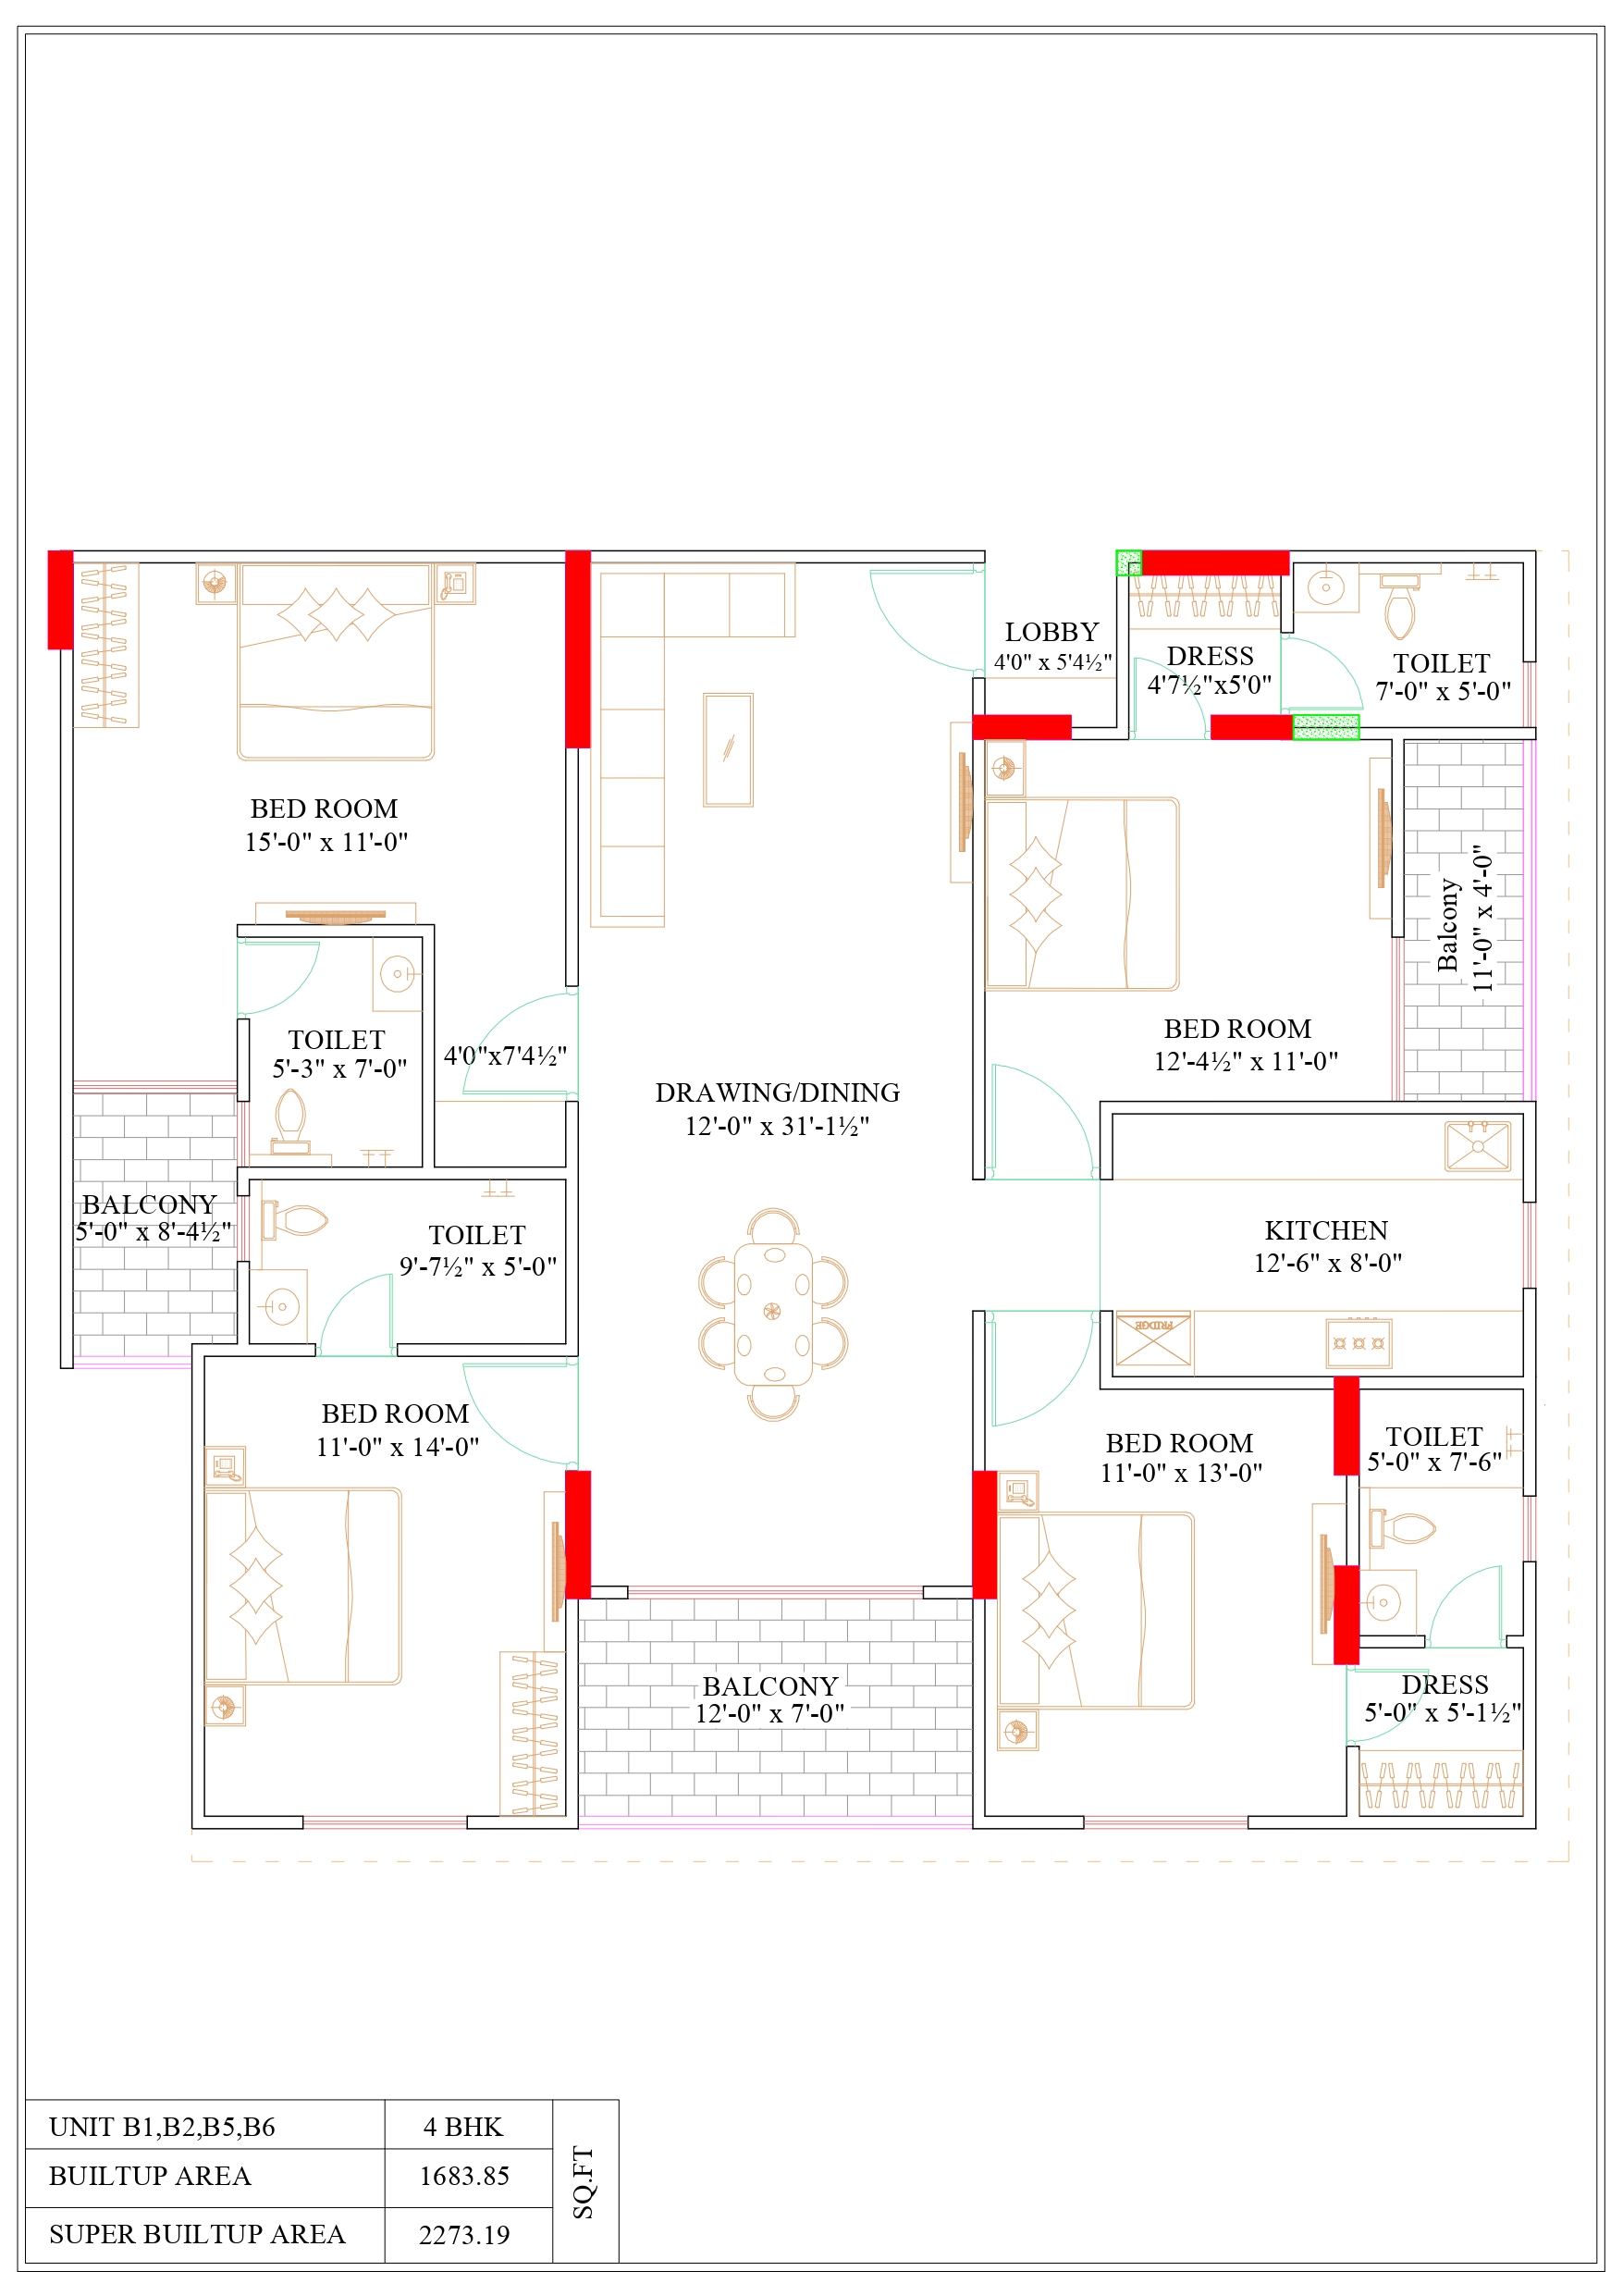 LOBBY
4'0" x 5'4½"
DRESS
4'7½"x5'0"
TOILET
7'-0" x 5'-0"
BED ROOM
15'-0" x 11'-0"
Balcony
11'-0" x 4'-0"
BED ROOM
12'-4½" x 11'-0"
TOILET
5'-3" x 7'-0"
4'0"x7'4½"
DRAWING/DINING
12'-0" x 31'-1½"
BALCONY
5'-0" x 8'-4½"
TOILET
9'-7½" x 5'-0"
KITCHEN
12'-6" x 8'-0"
FRIDGE
BED ROOM
11'-0" x 14'-0"
BED ROOM
11'-0" x 13'-0"
TOILET
5'-0" x 7'-6"
BALCONY
12'-0" x 7'-0"
DRESS
5'-0" x 5'-1½"
UNIT B1,B2,B5,B6
4 BHK
BUILTUP AREA
1683.85
SUPER BUILTUP AREA
2273.19
SQ.FT